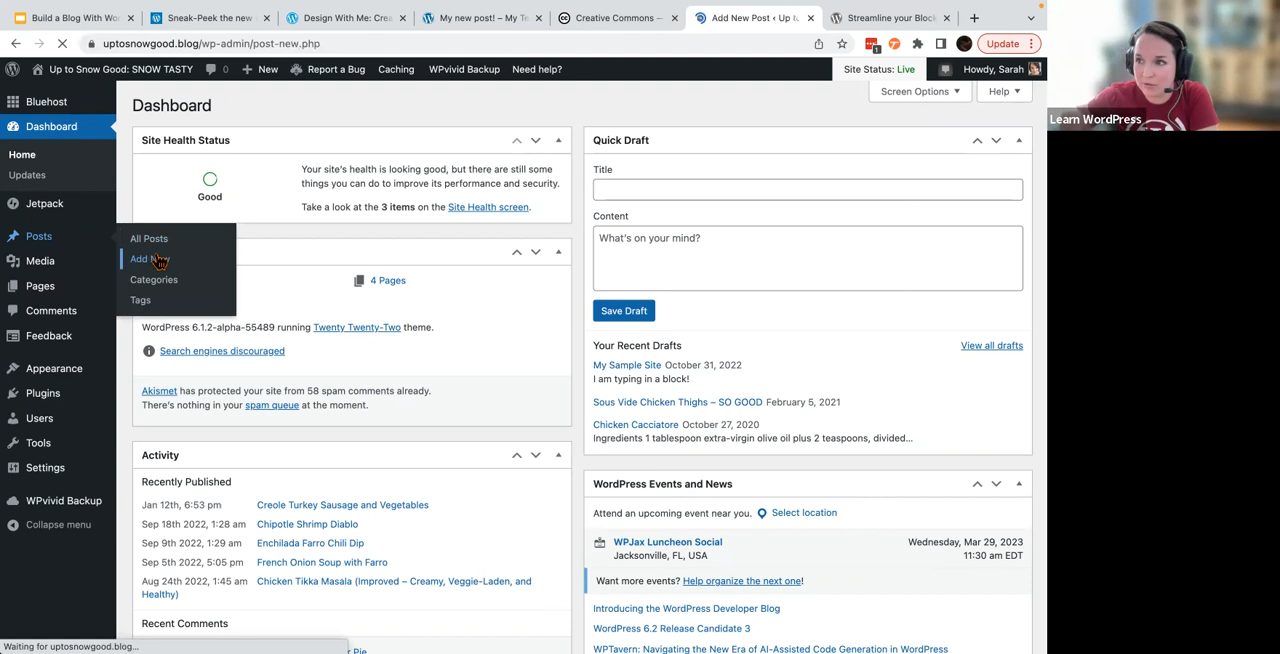 Build a Blog With Wo
Sneak-Peek the new
Design With Me: Crea
My new post! – My Te
Creative Commons —
Add New Post ‹ Up t
Streamline your Block
uptosnowgood.blog/wp-admin/post-new.php
1
Update
Up to Snow Good: SNOW TASTY
0
New
Report a Bug
Caching
WPvivid Backup
Need help?
Site Status: Live
Howdy, Sarah
Learn WordPress
Screen Options
Help
Bluehost
Dashboard
Home
Updates
Jetpack
Posts
Media
Pages
Comments
Feedback
Appearance
Plugins
Users
Tools
Settings
WPvivid Backup
Collapse menu
All Posts
Add New
Categories
Tags
Dashboard
Site Health Status
Good
Your site's health is looking good, but there are still some
things you can do to improve its performance and security.
Take a look at the 3 items on the Site Health screen.
4 Pages
WordPress 6.1.2-alpha-55489 running Twenty Twenty-Two theme.
Search engines discouraged
Akismet has protected your site from 58 spam comments already.
There's nothing in your spam queue at the moment.
Activity
Recently Published
Jan 12th, 6:53 pm Creole Turkey Sausage and Vegetables
Sep 18th 2022, 1:28 am Chipotle Shrimp Diablo
Sep 9th 2022, 1:29 am Enchilada Farro Chili Dip
Sep 5th 2022, 5:05 pm French Onion Soup with Farro
Aug 24th 2022, 1:45 am Chicken Tikka Masala (Improved – Creamy, Veggie-Laden, and
Healthy)
Recent Comments
Pie
Quick Draft
Title
Content
What's on your mind?
Save Draft
Your Recent Drafts
View all drafts
My Sample Site October 31, 2022
I am typing in a block!
Sous Vide Chicken Thighs – SO GOOD February 5, 2021
Chicken Cacciatore October 27, 2020
Ingredients 1 tablespoon extra-virgin olive oil plus 2 teaspoons, divided…
WordPress Events and News
Attend an upcoming event near you. Select location
WPJax Luncheon Social
Wednesday, Mar 29, 2023
Jacksonville, FL, USA
11:30 am EDT
Want more events? Help organize the next one!
Introducing the WordPress Developer Blog
WordPress 6.2 Release Candidate 3
WPTavern: Navigating the New Era of AI-Assisted Code Generation in WordPress
Waiting for uptosnowgood.blog...